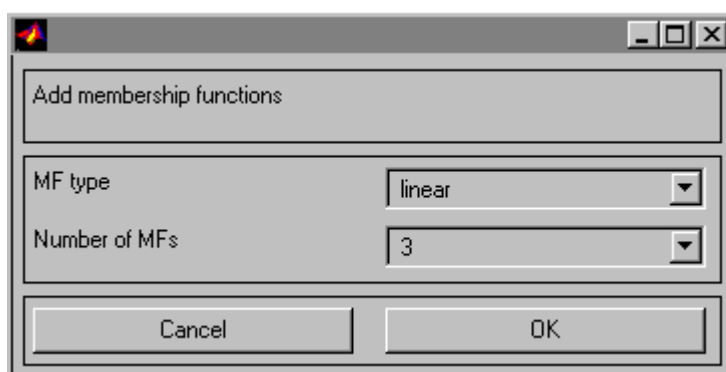 Add membership functions
MF type
linear
Number of MFs
3
Cancel
OK